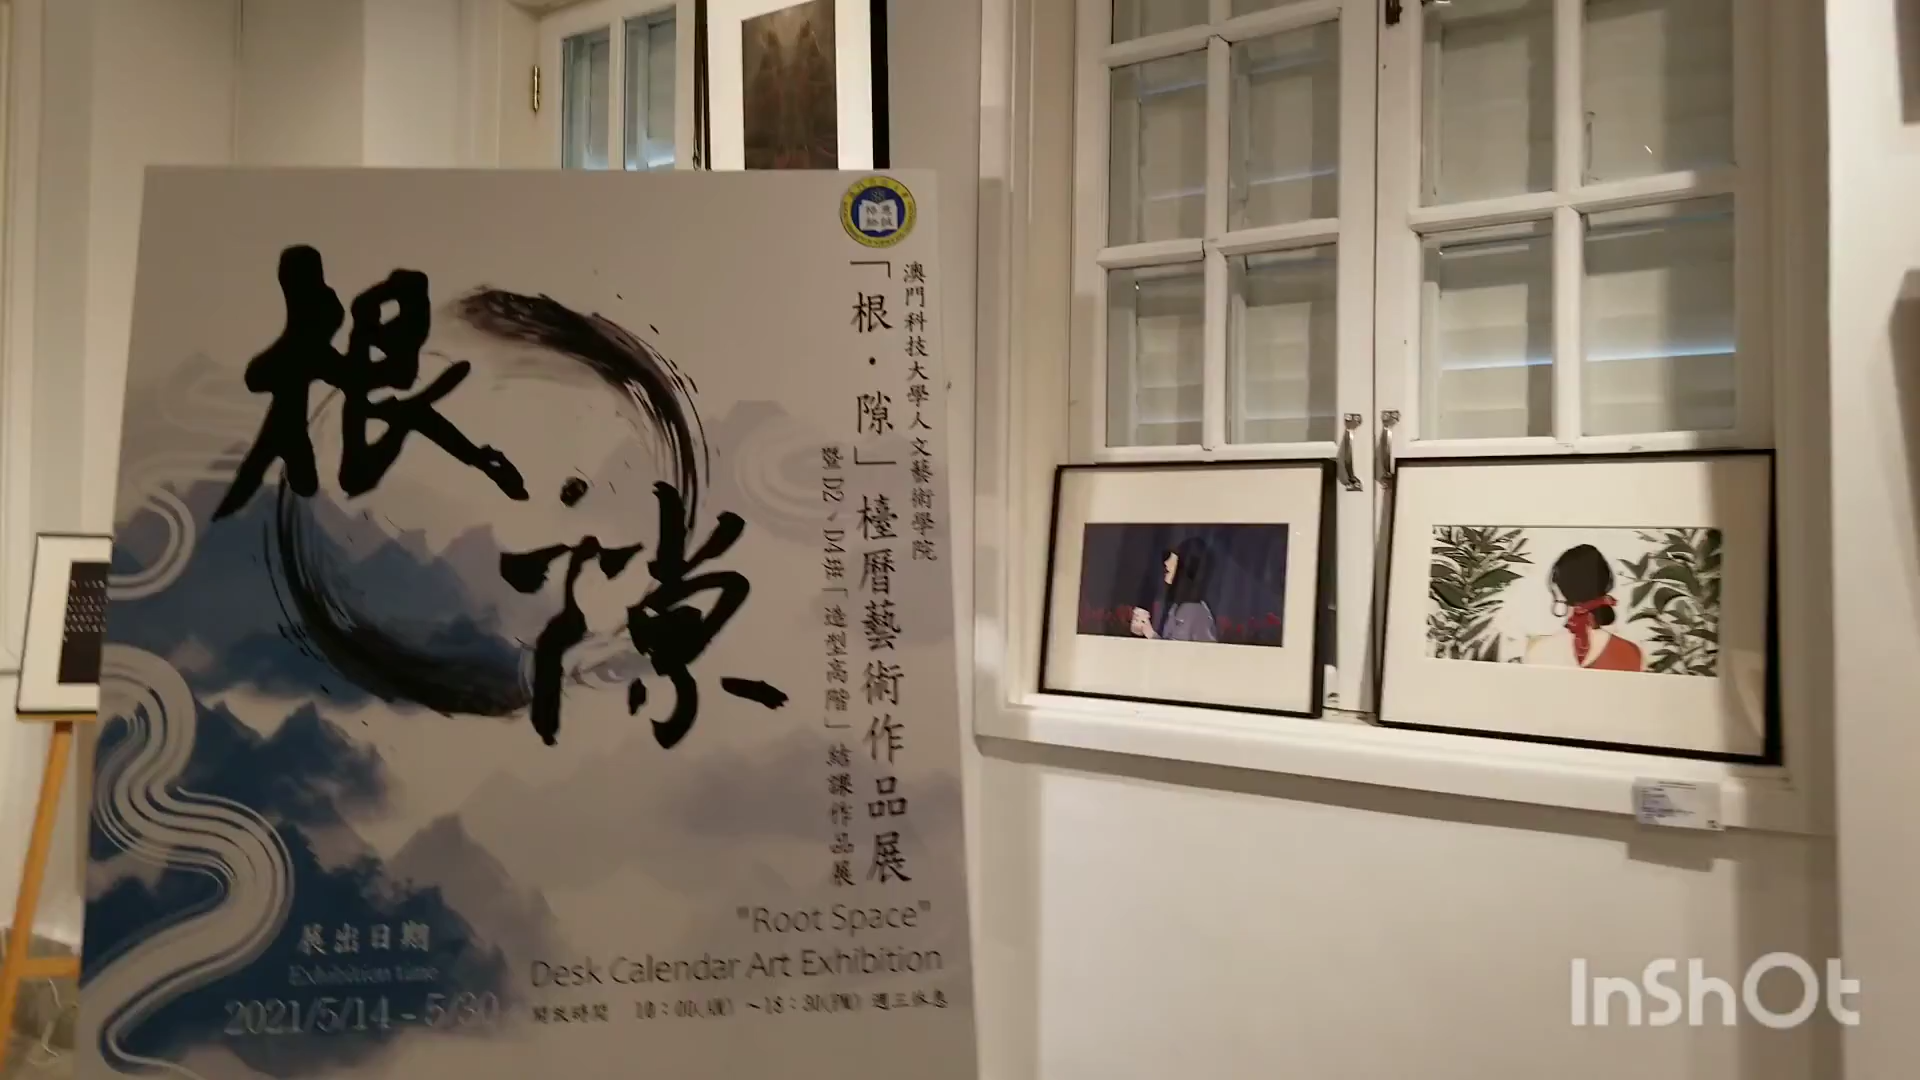 根·隙
澳門科技大學人文藝術學院
「根·隙」檯曆藝術作品展
暨D2、D4班「造型高階」結課作品展
"Root Space"
Desk Calendar Art Exhibition
展出日期
Exhibition time
2021/5/14 - 5/30
開放時間 10:00(AM) ~18:30(PM) 週三休息
InShOt